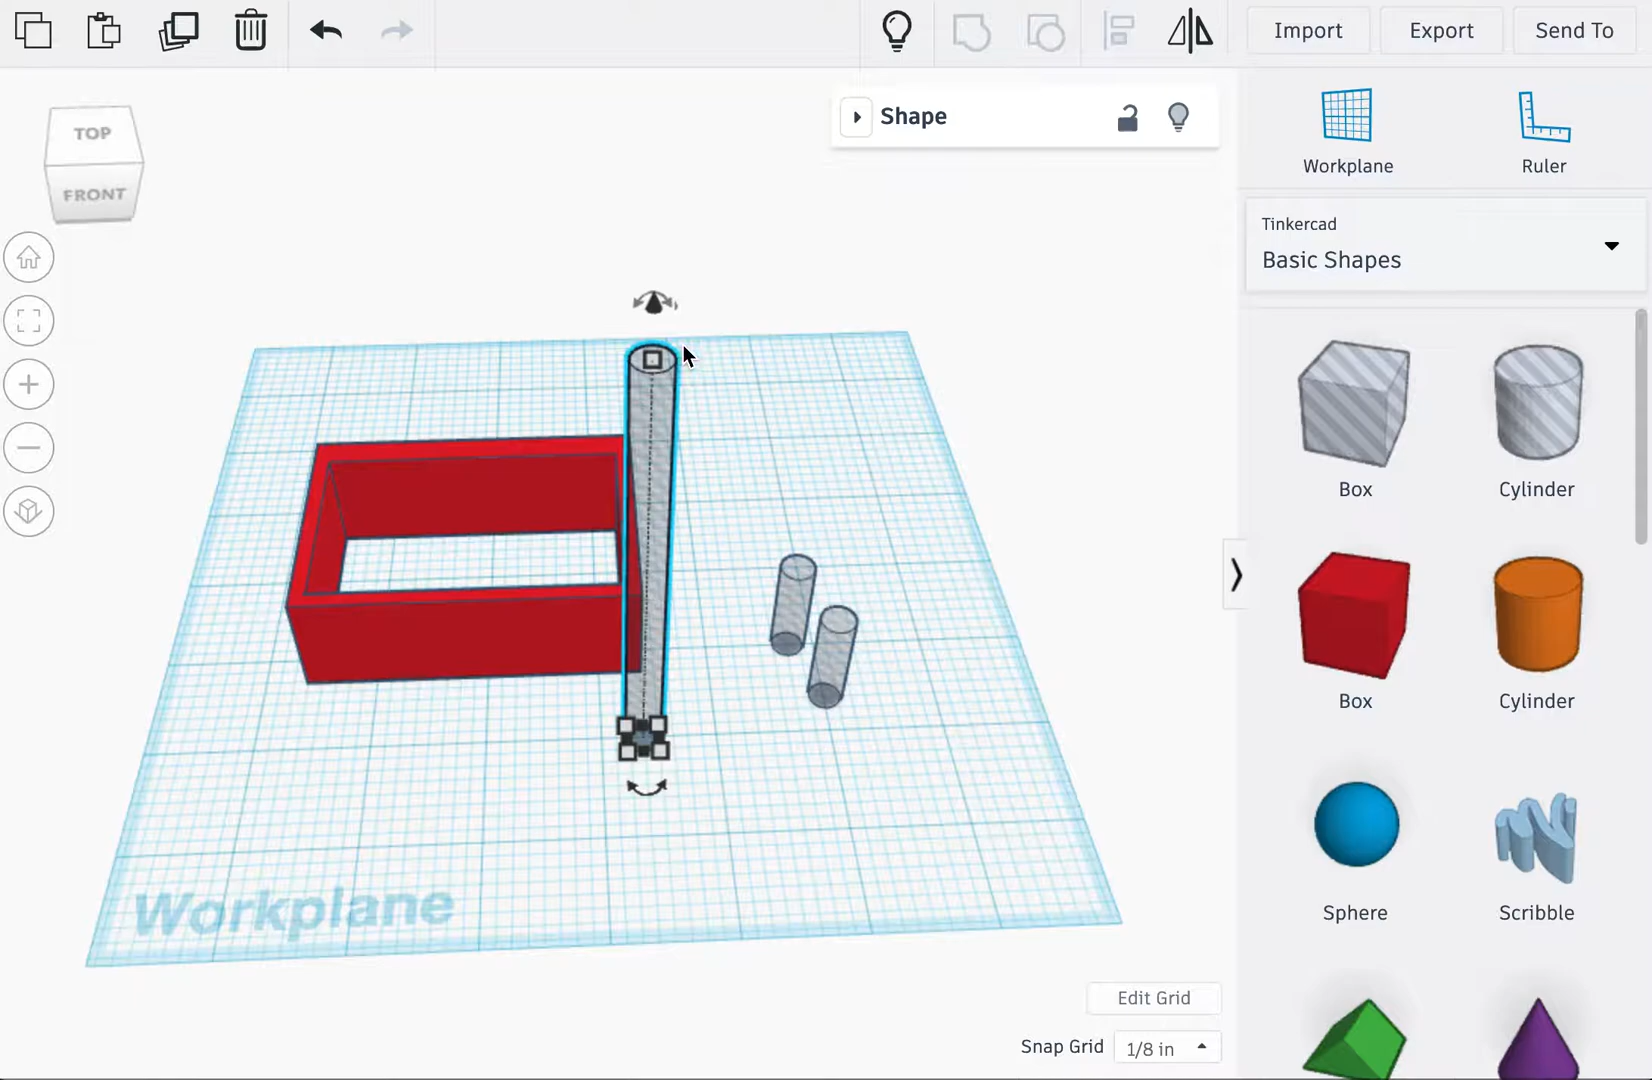 Import
Export
Send To
TOP
FRONT
Shape
Workplane
Ruler
Tinkercad
Basic Shapes
Box
Cylinder
Box
Cylinder
Sphere
Scribble
Workplane
Edit Grid
Snap Grid
1/8 in